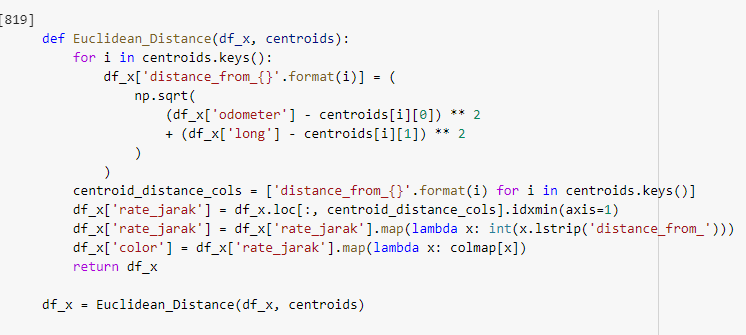 [819]
def Euclidean_Distance(df_x, centroids):
    for i in centroids.keys():
        df_x['distance_from_{}'.format(i)] = (
            np.sqrt(
                (df_x['odometer'] - centroids[i][0]) ** 2
                + (df_x['long'] - centroids[i][1]) ** 2
            )
        )
    centroid_distance_cols = ['distance_from_{}'.format(i) for i in centroids.keys()]
    df_x['rate_jarak'] = df_x.loc[:, centroid_distance_cols].idxmin(axis=1)
    df_x['rate_jarak'] = df_x['rate_jarak'].map(lambda x: int(x.lstrip('distance_from_')))
    df_x['color'] = df_x['rate_jarak'].map(lambda x: colmap[x])
    return df_x

df_x = Euclidean_Distance(df_x, centroids)